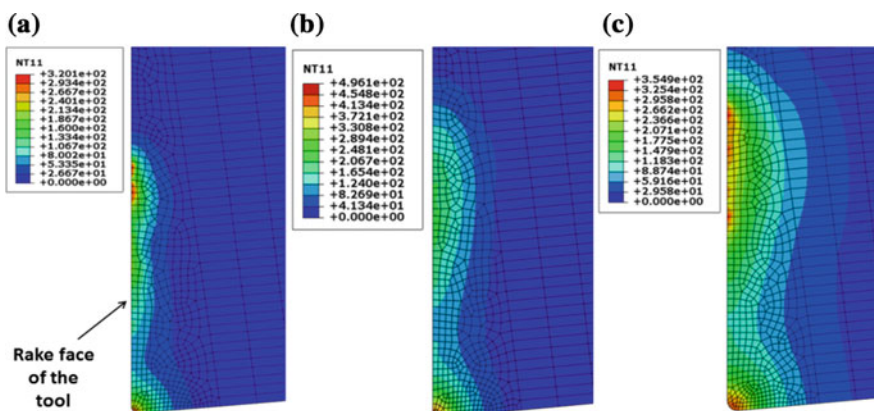 (a)
NT11
+3.201e+02
+2.934e+02
+2.667e+02
+2.401e+02
+2.134e+02
+1.867e+02
+1.600e+02
+1.334e+02
+1.067e+02
+8.002e+01
+5.335e+01
+2.667e+01
+0.000e+00
Rake face
of the
tool
(b)
NT11
+4.961e+02
+4.548e+02
+4.134e+02
+3.721e+02
+3.308e+02
+2.894e+02
+2.481e+02
+2.067e+02
+1.654e+02
+1.240e+02
+8.269e+01
+4.134e+01
+0.000e+00
(c)
NT11
+3.549e+02
+3.254e+02
+2.958e+02
+2.662e+02
+2.366e+02
+2.071e+02
+1.775e+02
+1.479e+02
+1.183e+02
+8.874e+01
+5.916e+01
+2.958e+01
+0.000e+00